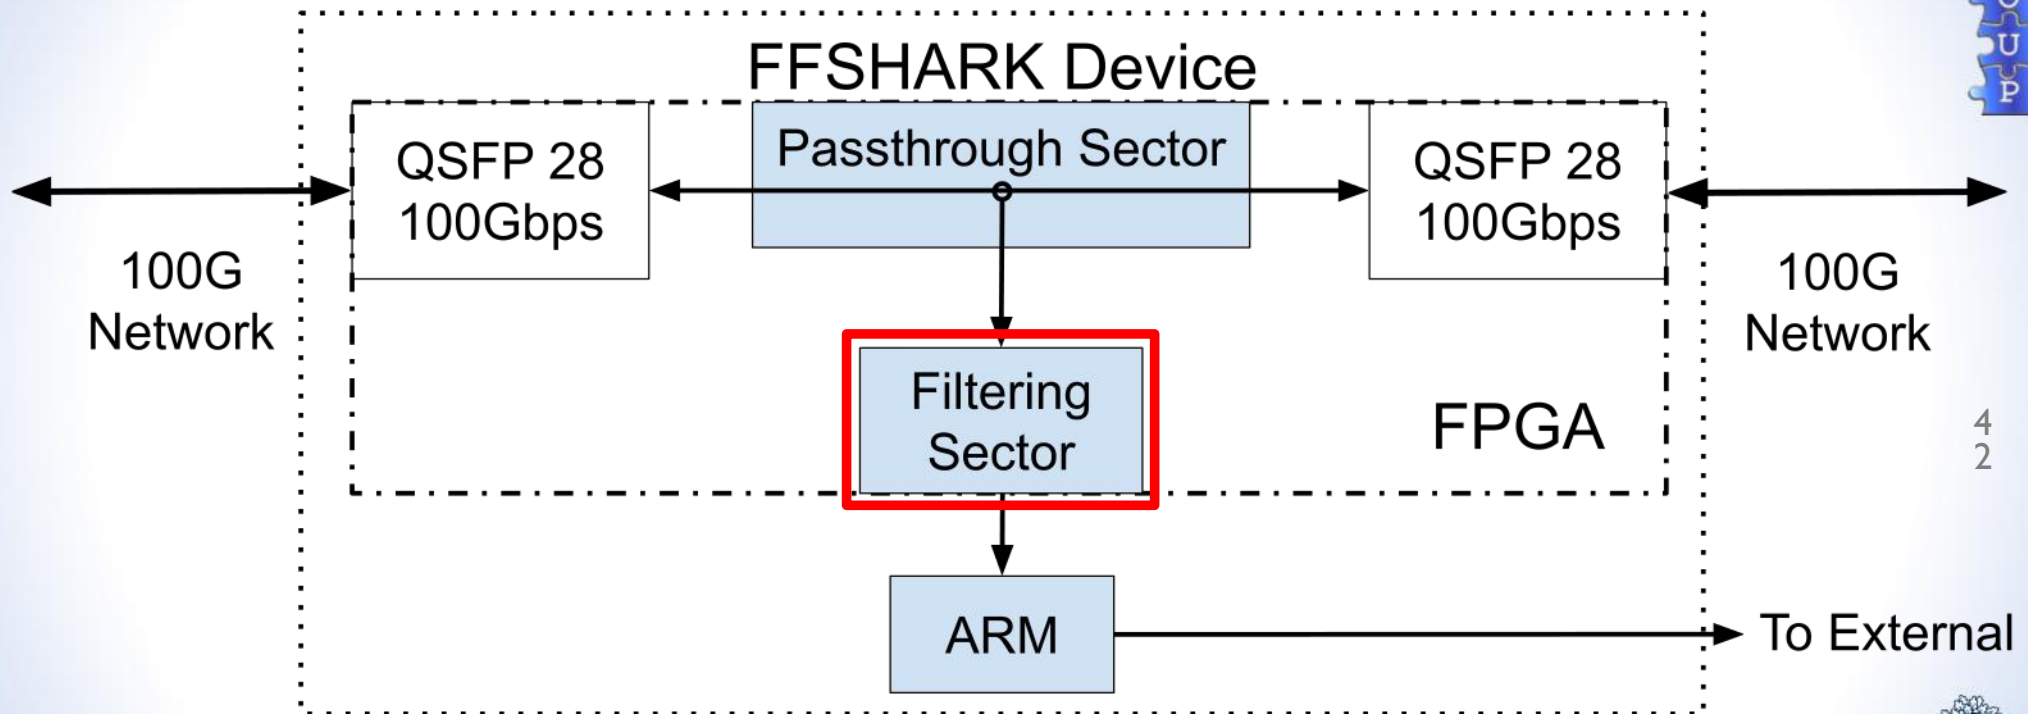 FFSHARK Device
QSFP 28
100Gbps
Passthrough Sector
QSFP 28
100Gbps
100G
Network
100G
Network
Filtering
Sector
FPGA
ARM
To External
4
2
U
P